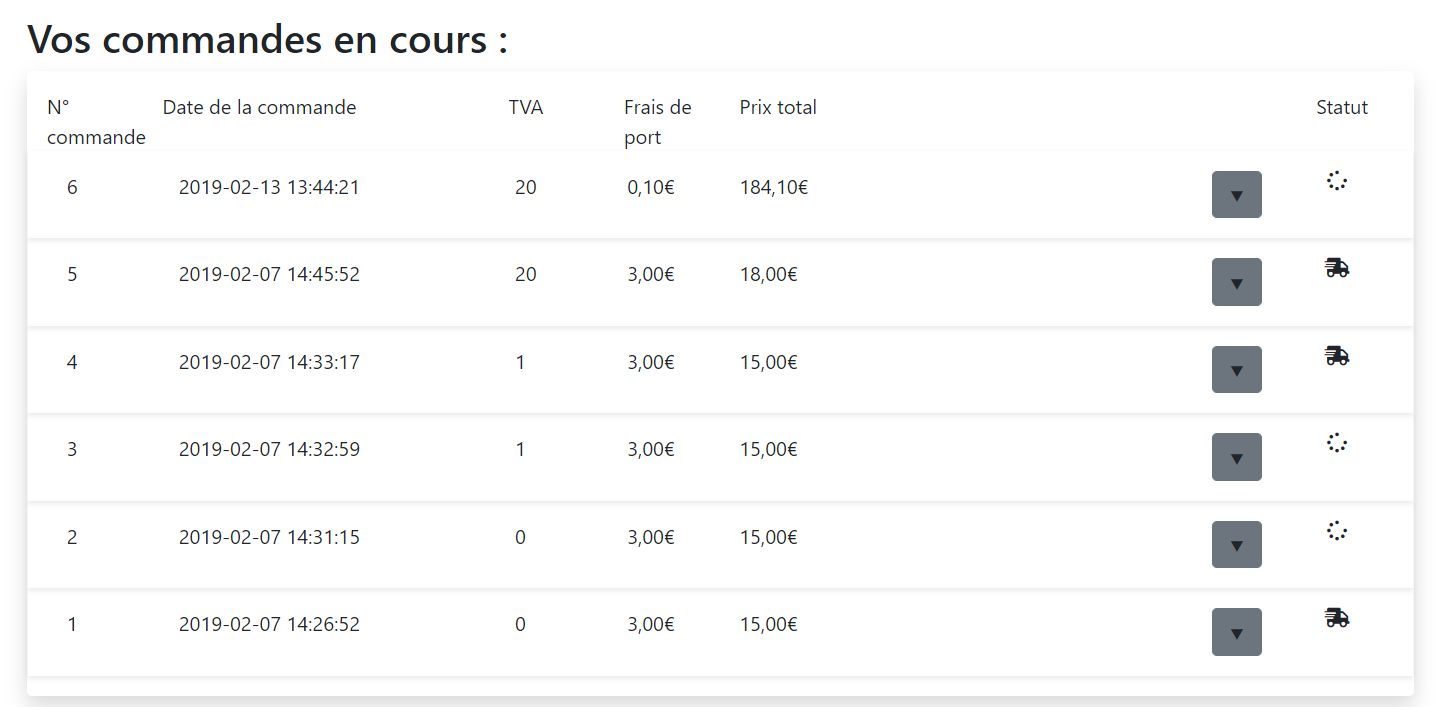 Vos commandes en cours :
N° commande Date de la commande TVA Frais de port Prix total Statut
6 2019-02-13 13:44:21 20 0,10€ 184,10€ ▼
5 2019-02-07 14:45:52 20 3,00€ 18,00€ ▼
4 2019-02-07 14:33:17 1 3,00€ 15,00€ ▼
3 2019-02-07 14:32:59 1 3,00€ 15,00€ ▼
2 2019-02-07 14:31:15 0 3,00€ 15,00€ ▼
1 2019-02-07 14:26:52 0 3,00€ 15,00€ ▼